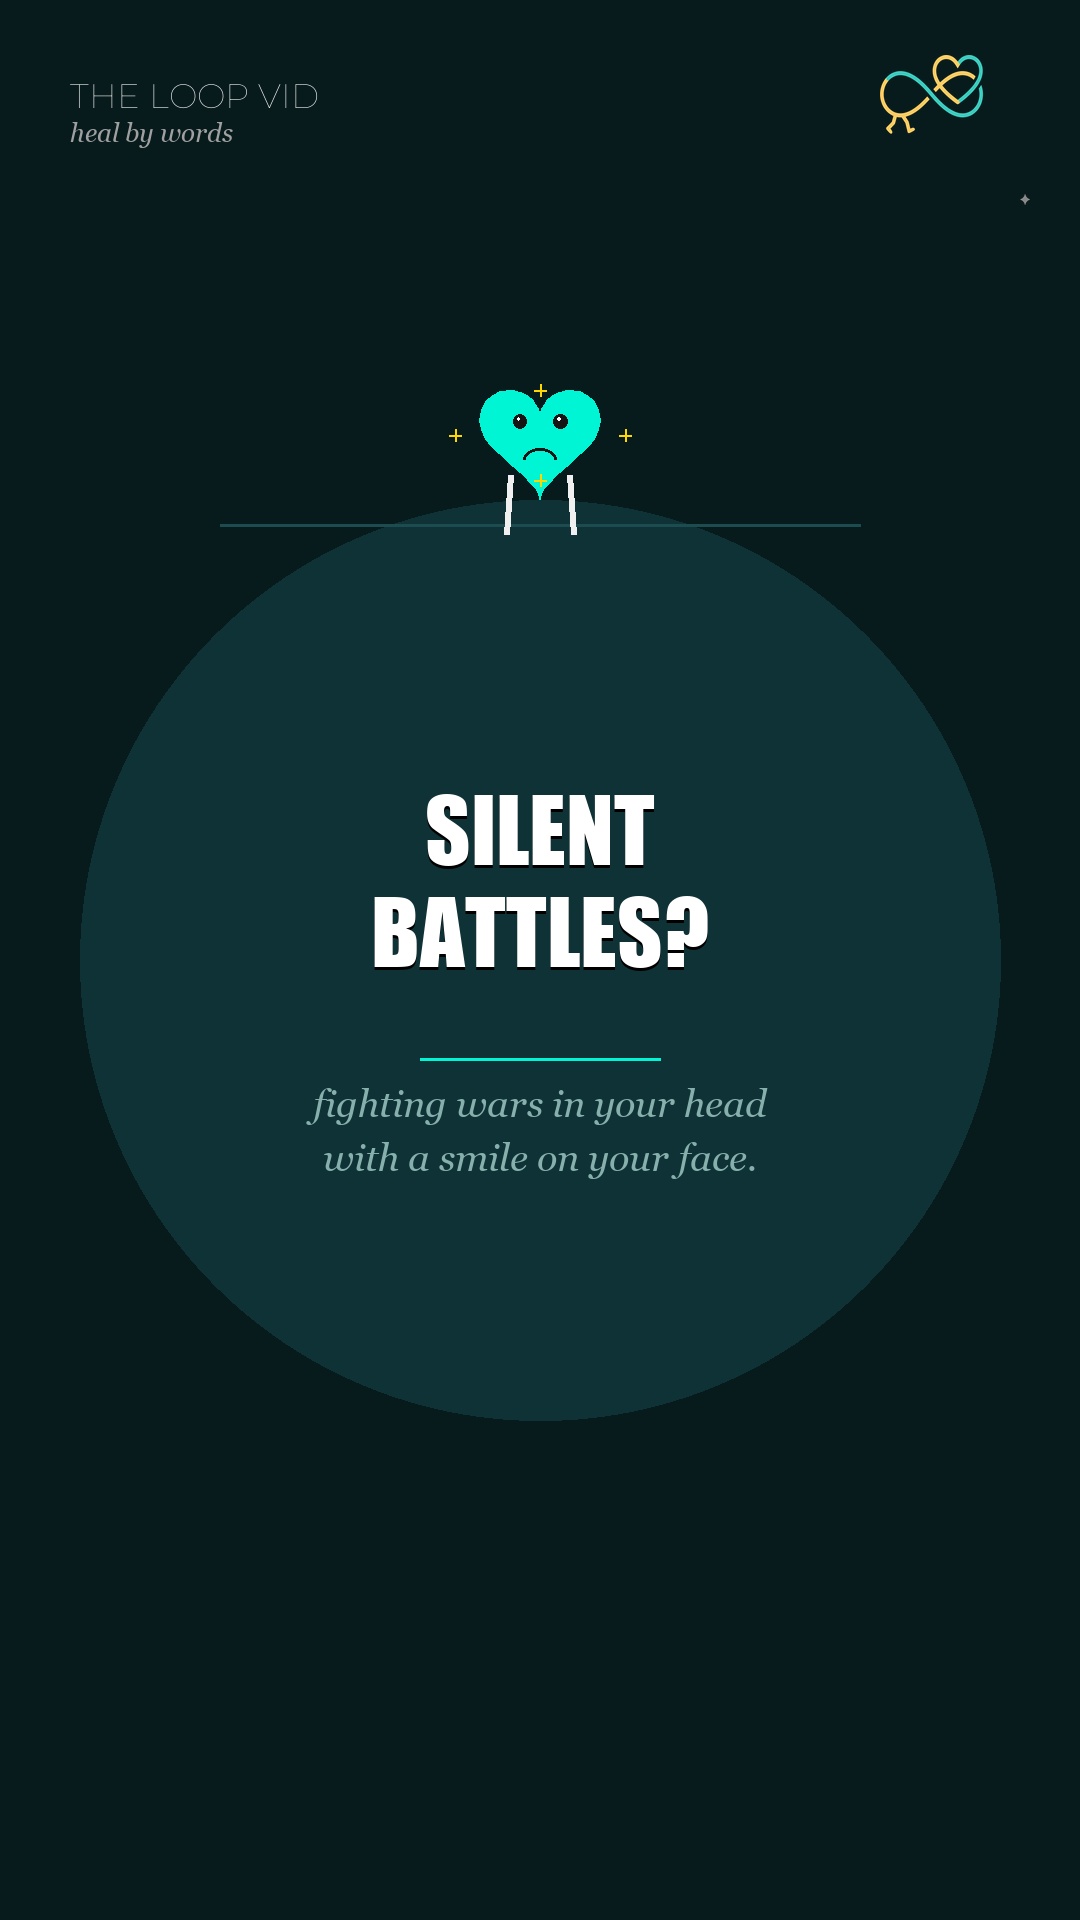 THE LOOP VID
heal by words
SILENT
BATTLES?
fighting wars in your head
with a smile on your face.